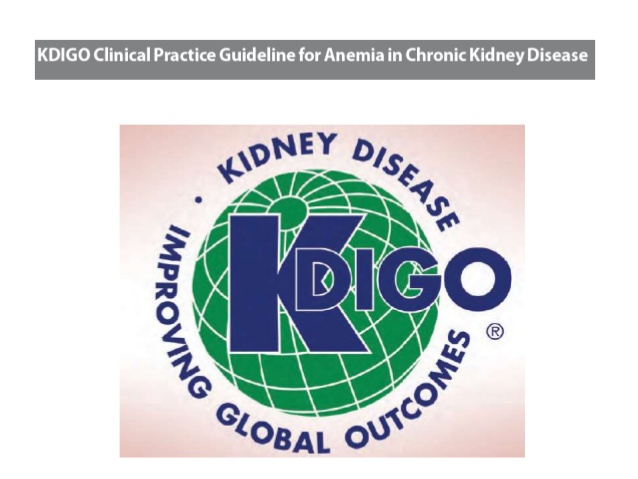 KDIGO Clinical Practice Guideline for Anemia in Chronic Kidney Disease
KIDNEY DISEASE
IMPROVING GLOBAL OUTCOMES
KDIGO
®